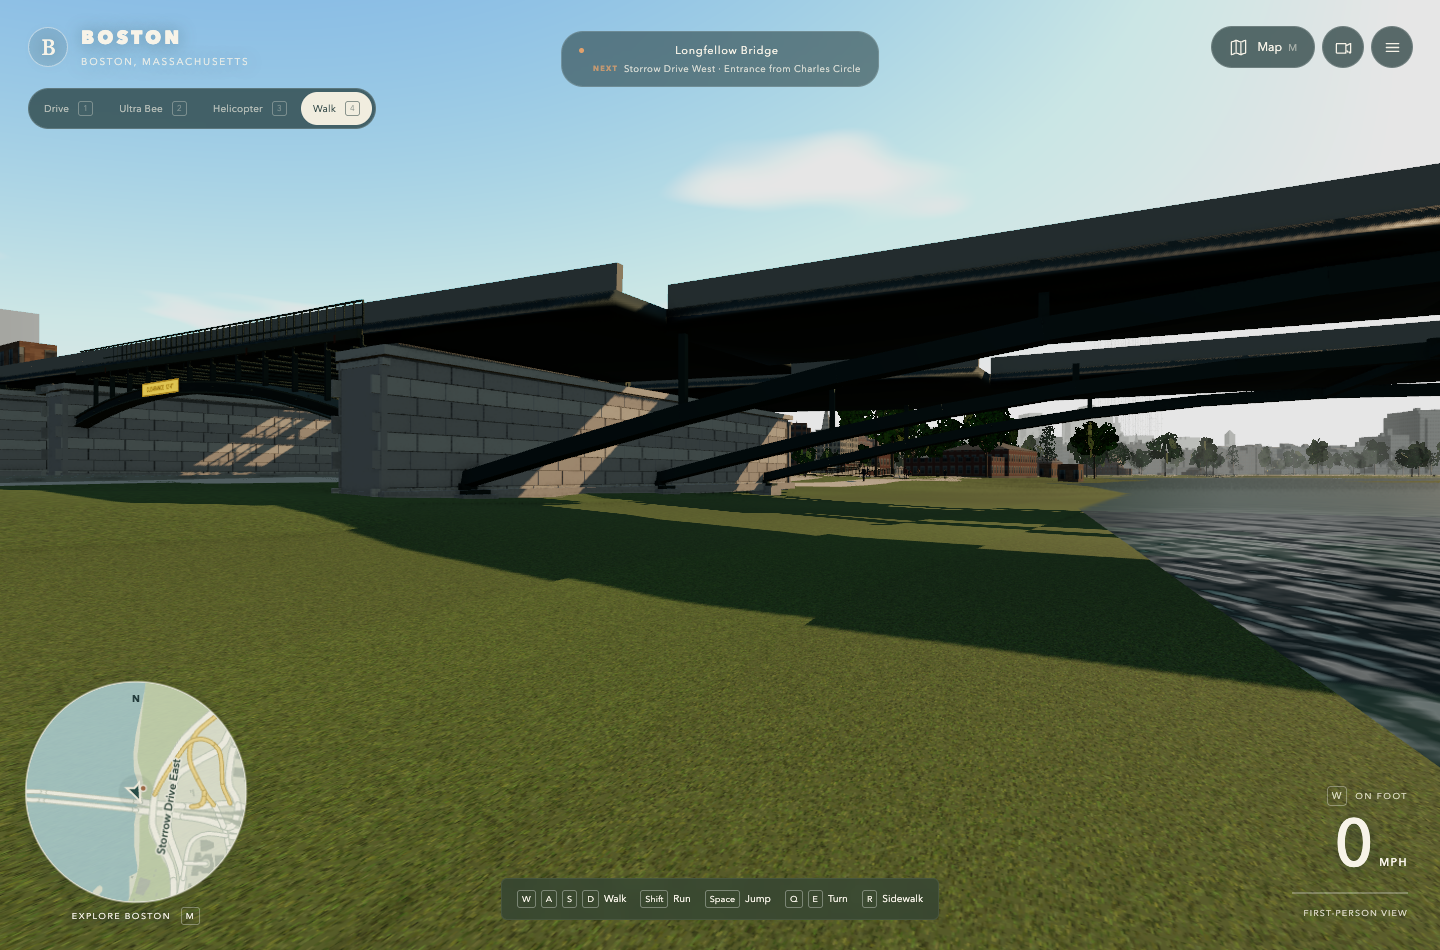 B
BOSTON
BOSTON, MASSACHUSETTS
Drive 1 Ultra Bee 2 Helicopter 3 Walk 4
Longfellow Bridge
NEXT Storrow Drive West · Entrance from Charles Circle
Map M
CLEARANCE
N
Storrow Drive East
EXPLORE BOSTON M
W A S D Walk Shift Run Space Jump Q E Turn R Sidewalk
W ON FOOT
0 MPH
FIRST-PERSON VIEW